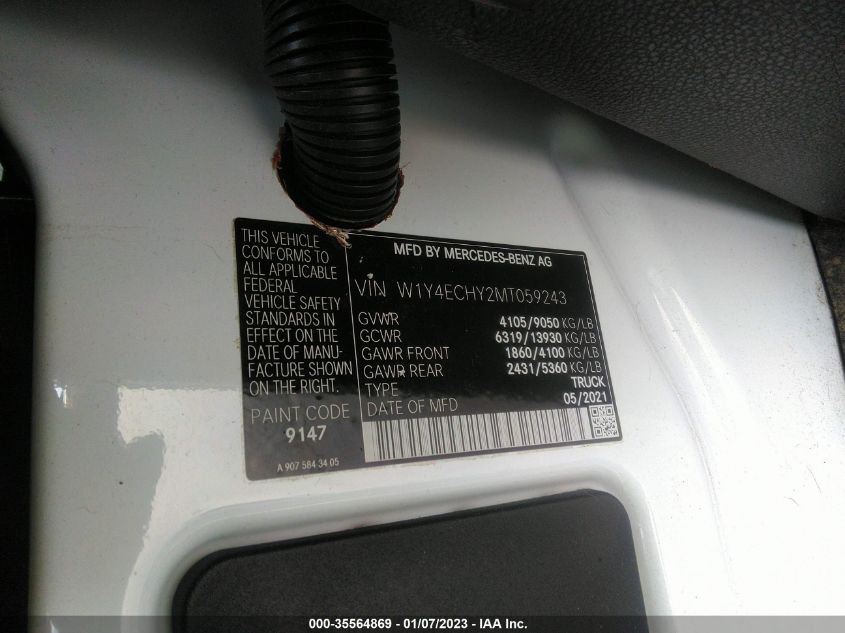 THIS VEHICLE
CONFORMS TO
ALL APPLICABLE
FEDERAL
VEHICLE SAFETY
STANDARDS IN
EFFECT ON THE
DATE OF MANU-
FACTURE SHOWN
ON THE RIGHT.
PAINT CODE
9147
A 907 584 34 05
MFD BY MERCEDES-BENZ AG
VIN W1Y4ECHY2MT059243
GVWR 4105/9050 KG/LB
GCWR 6319/13930 KG/LB
GAWR FRONT 1860/4100 KG/LB
GAWR REAR 2431/5360 KG/LB
TYPE TRUCK
DATE OF MFD 05/2021
000-35564869 - 01/07/2023 - IAA Inc.